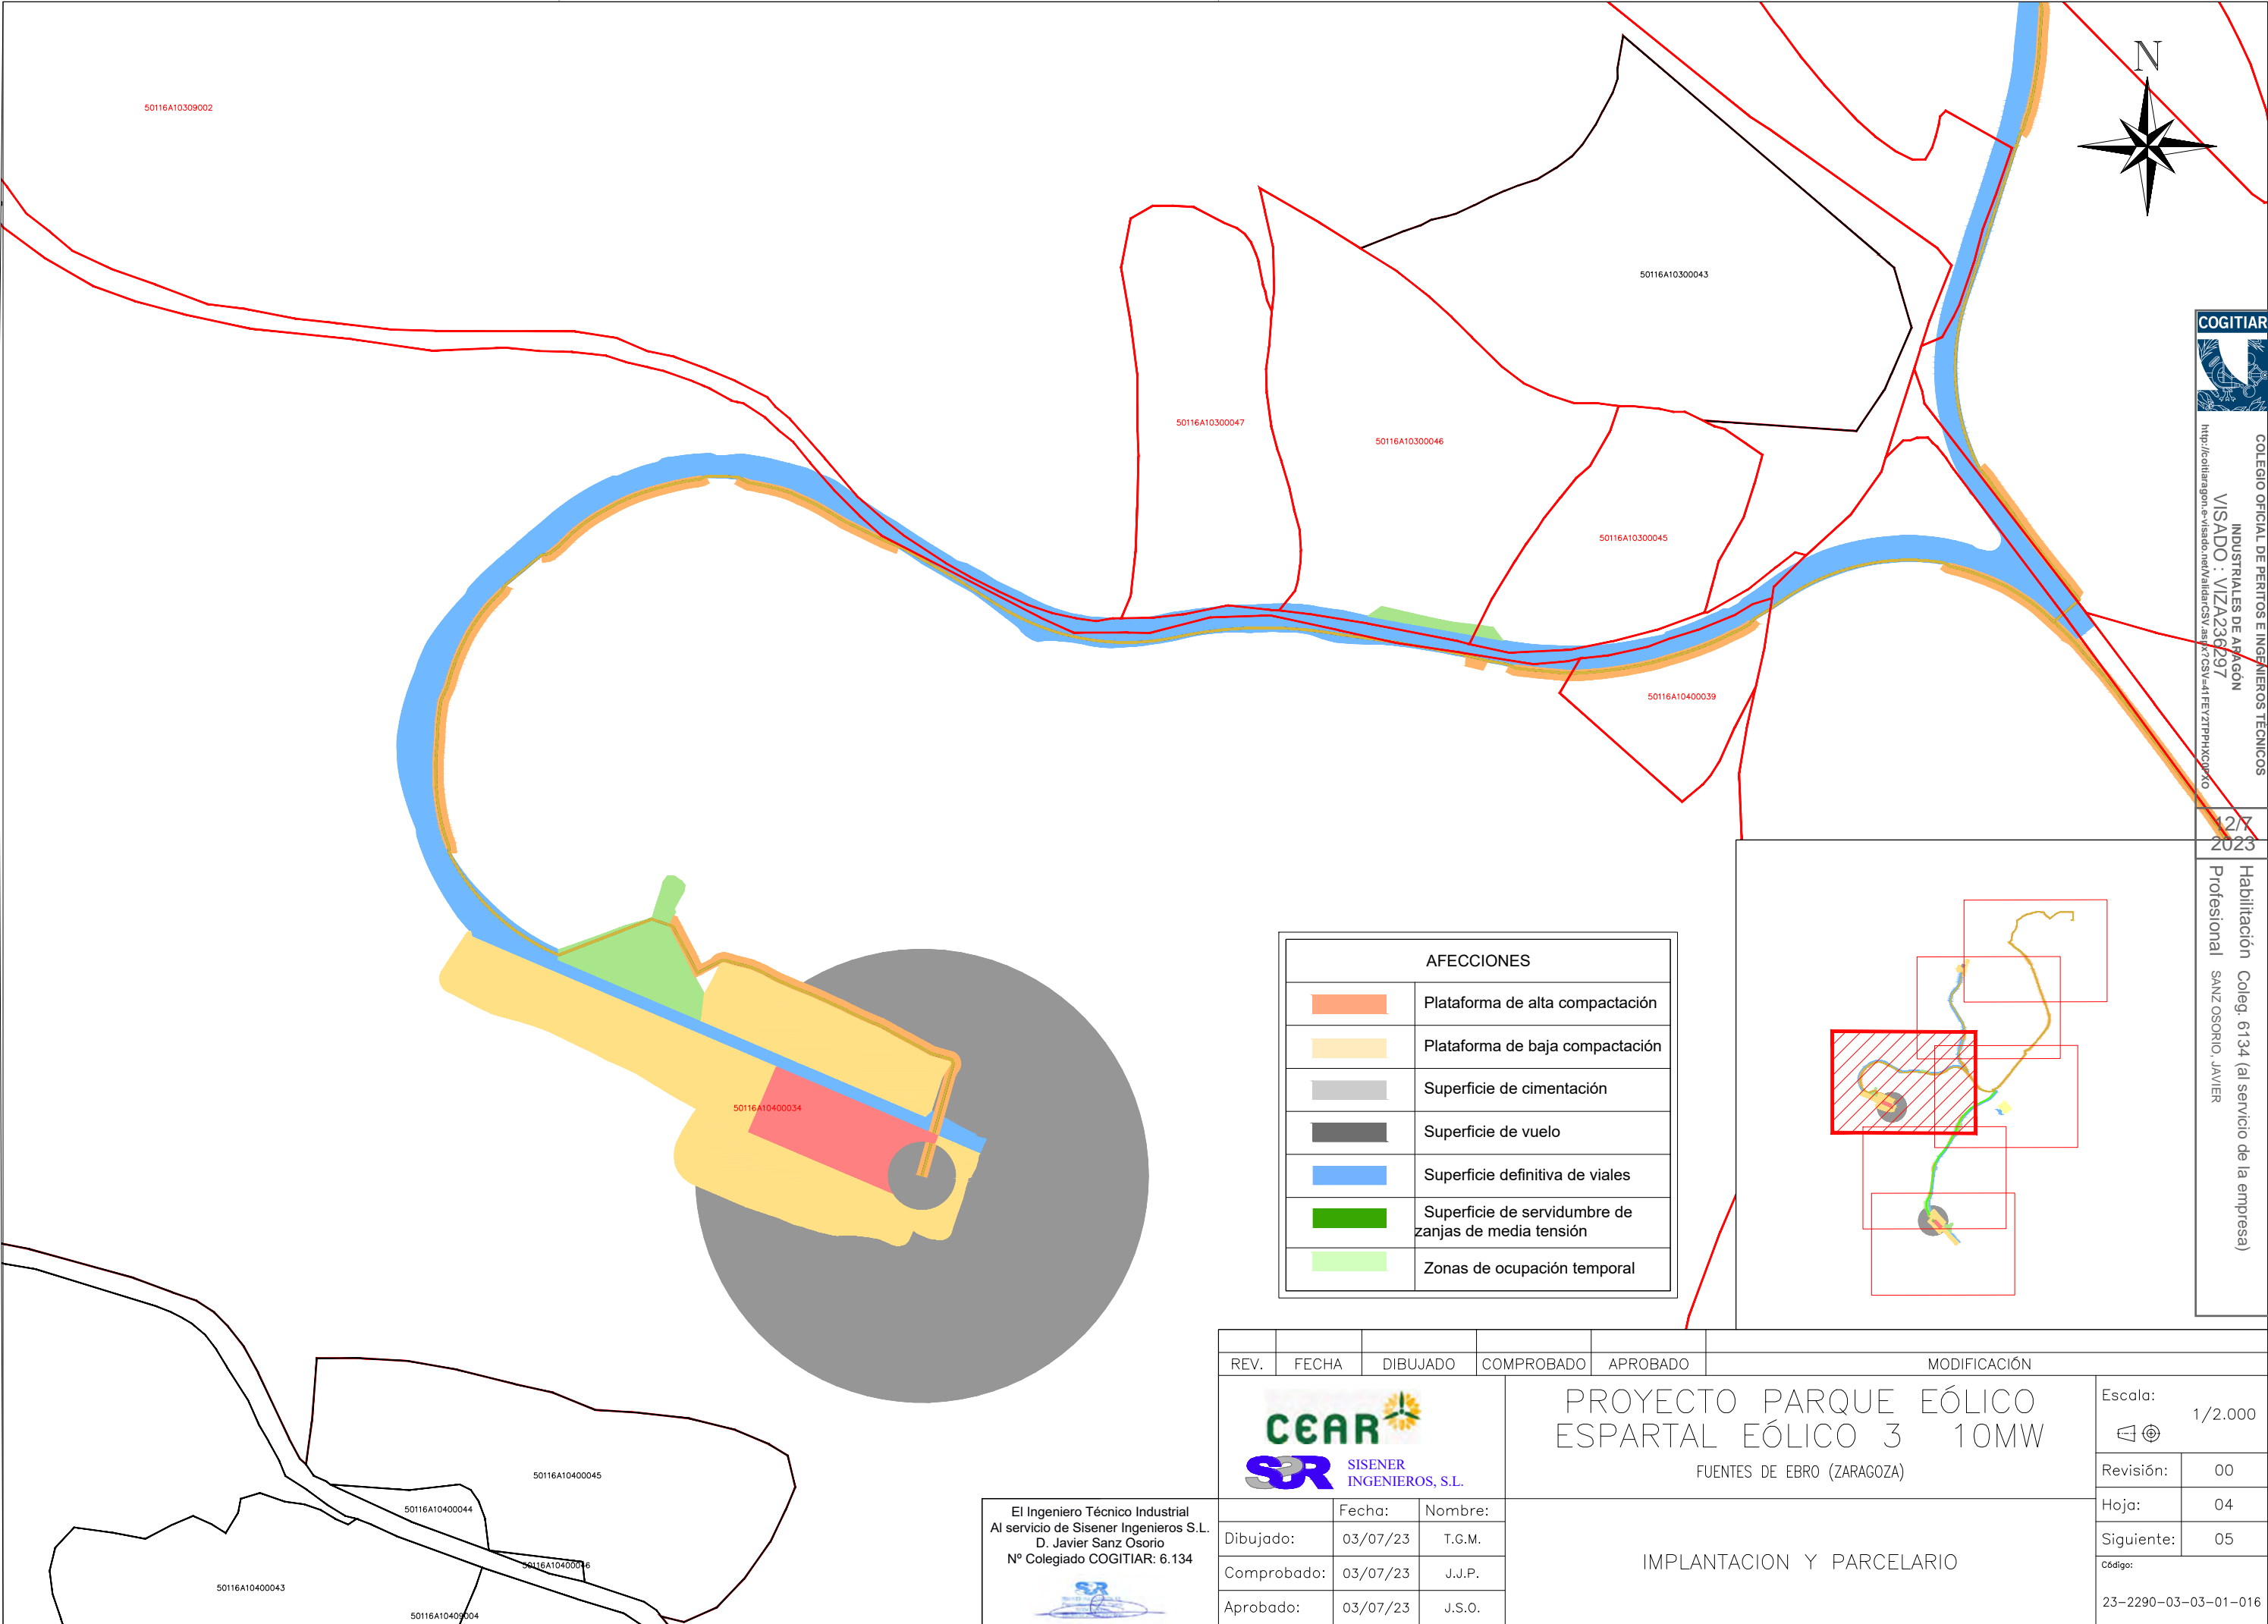 50116A10309002
N
50116A10300043
50116A10300047
50116A10300046
50116A10300045
50116A10400039
50116A10400034
50116A10400045
50116A10400044
50116A10400046
50116A10400043
50116A10409004
COGITIAR
COLEGIO OFICIAL DE PERITOS E INGENIEROS TÉCNICOS
INDUSTRIALES DE ARAGÓN
VISADO : VIZA236297
12/7
2023
Habilitación Coleg. 6134 (al servicio de la empresa)
Profesional SANZ OSORIO, JAVIER
AFECCIONES
Plataforma de alta compactación
Plataforma de baja compactación
Superficie de cimentación
Superficie de vuelo
Superficie definitiva de viales
Superficie de servidumbre de
zanjas de media tensión
Zonas de ocupación temporal
REV. FECHA DIBUJADO COMPROBADO APROBADO MODIFICACIÓN
CEAR
SISENER
INGENIEROS, S.L.
PROYECTO PARQUE EÓLICO
ESPARTAL EÓLICO 3 10MW
FUENTES DE EBRO (ZARAGOZA)
Escala:
1/2.000
Revisión: 00
Hoja: 04
Siguiente: 05
Código:
23-2290-03-03-01-016
El Ingeniero Técnico Industrial
Al servicio de Sisener Ingenieros S.L.
D. Javier Sanz Osorio
Nº Colegiado COGITIAR: 6.134
Fecha: Nombre:
Dibujado: 03/07/23 T.G.M.
Comprobado: 03/07/23 J.J.P.
Aprobado: 03/07/23 J.S.O.
IMPLANTACION Y PARCELARIO